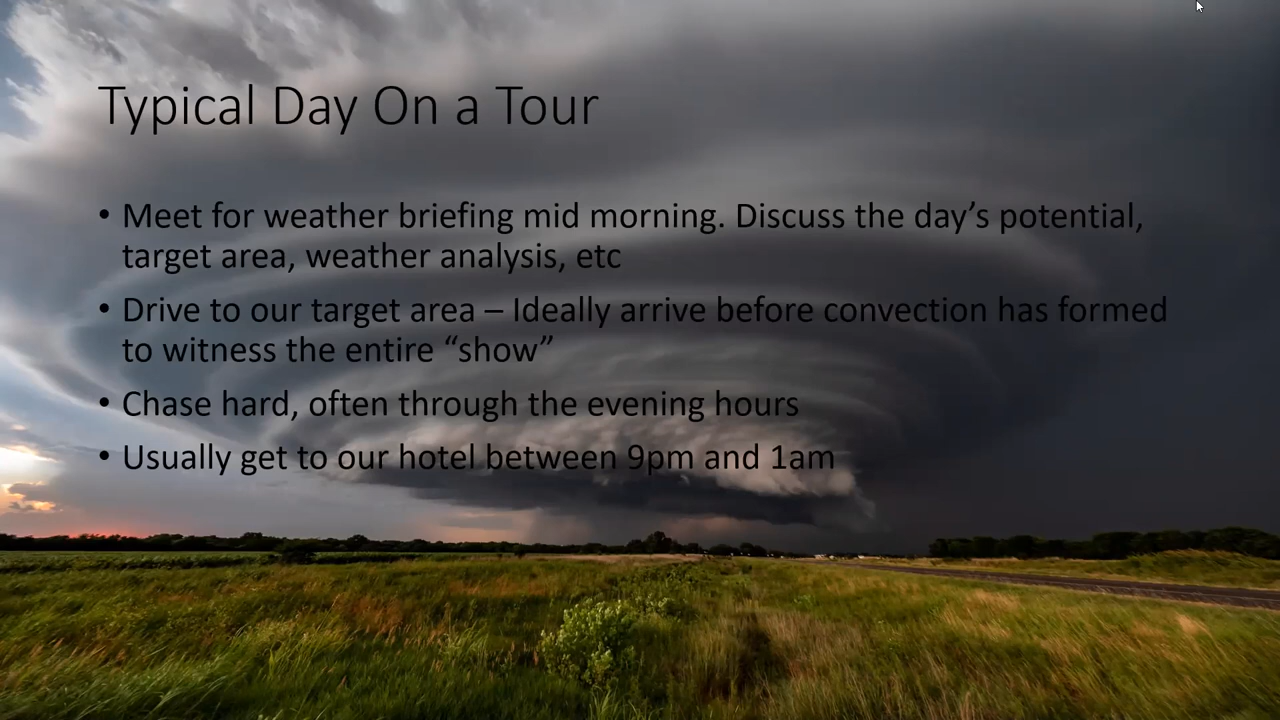 Typical Day On a Tour
• Meet for weather briefing mid morning. Discuss the day’s potential,
target area, weather analysis, etc
• Drive to our target area – Ideally arrive before convection has formed
to witness the entire “show”
• Chase hard, often through the evening hours
• Usually get to our hotel between 9pm and 1am